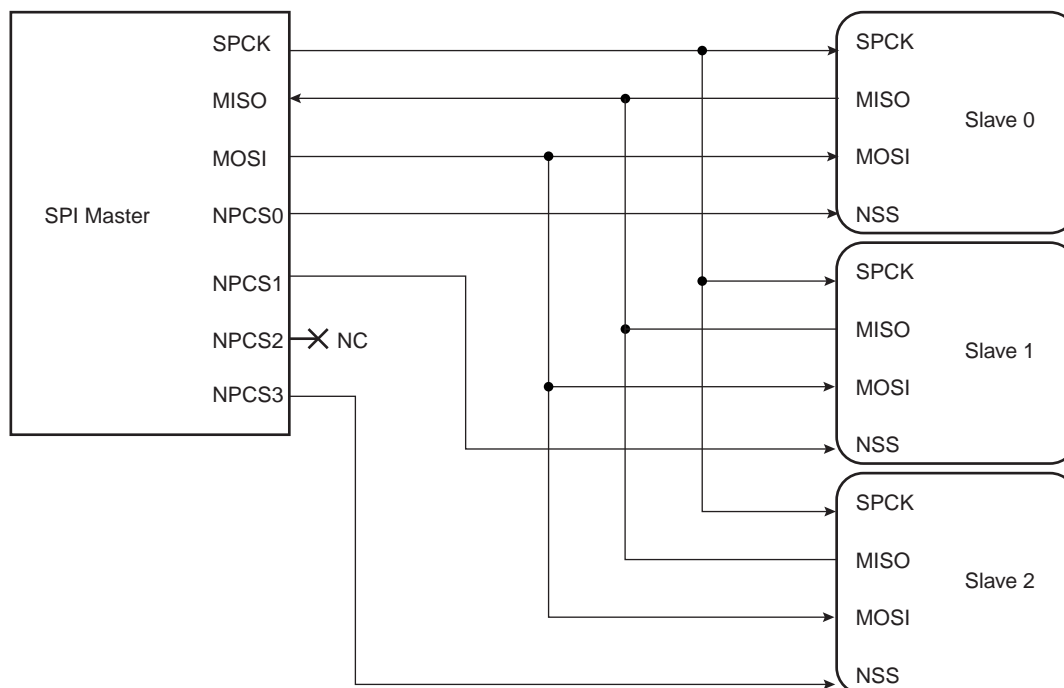 SPI Master
SPCK
MISO
MOSI
NPCS0
NPCS1
NPCS2
NC
NPCS3
SPCK
MISO
Slave 0
MOSI
NSS
SPCK
MISO
Slave 1
MOSI
NSS
SPCK
MISO
Slave 2
MOSI
NSS